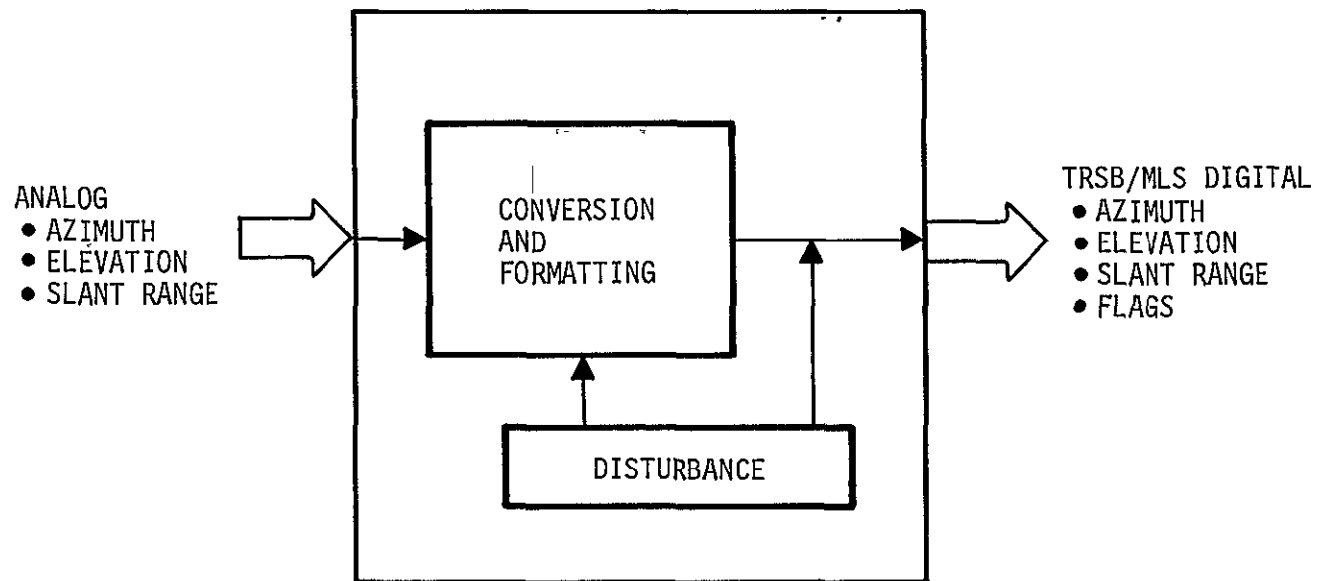 ANALOG
• AZIMUTH
• ELEVATION
• SLANT RANGE
CONVERSION
AND
FORMATTING
DISTURBANCE
TRSB/MLS DIGITAL
• AZIMUTH
• ELEVATION
• SLANT RANGE
• FLAGS